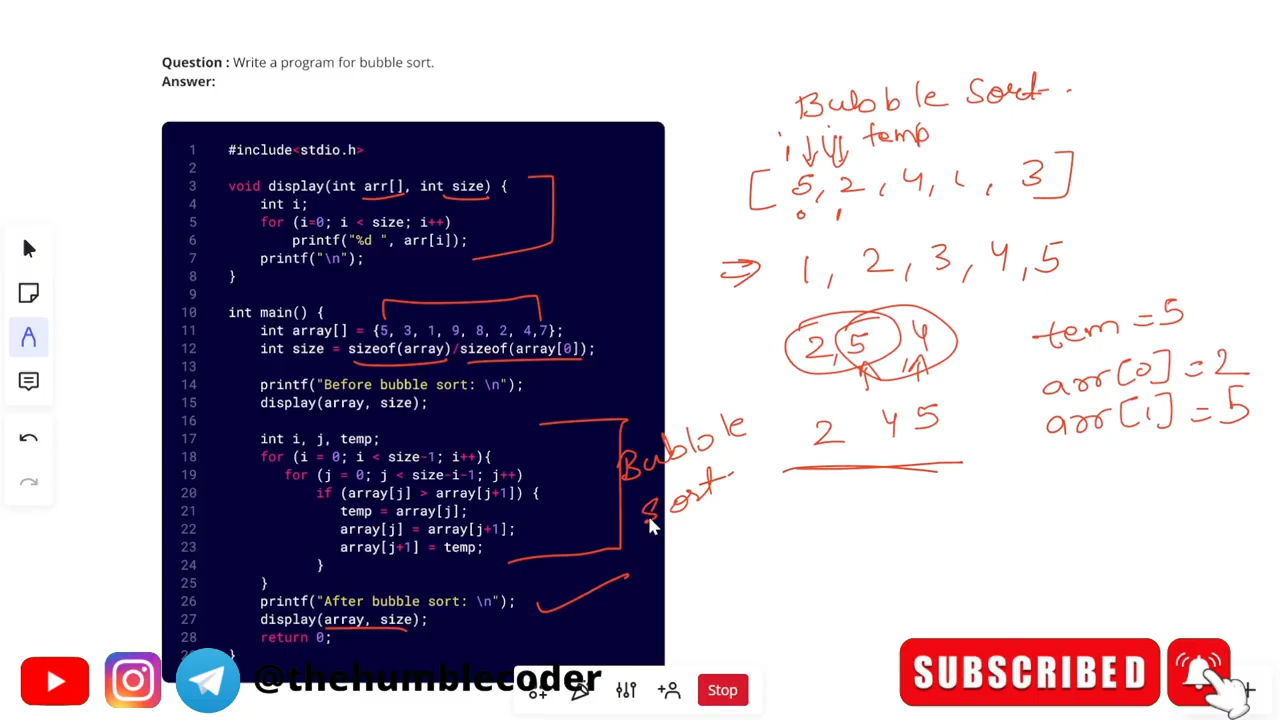 Question : Write a program for bubble sort.
Answer:
1 #include<stdio.h>
2
3 void display(int arr[], int size) {
4 int i;
5 for (i=0; i < size; i++)
6 printf("%d ", arr[i]);
7 printf("\n");
8 }
9
10 int main() {
11 int array[] = {5, 3, 1, 9, 8, 2, 4,7};
12 int size = sizeof(array)/sizeof(array[0]);
13
14 printf("Before bubble sort: \n");
15 display(array, size);
16
17 int i, j, temp;
18 for (i = 0; i < size-1; i++){
19 for (j = 0; j < size-i-1; j++)
20 if (array[j] > array[j+1]) {
21 temp = array[j];
22 array[j] = array[j+1];
23 array[j+1] = temp;
24 }
25 }
26 printf("After bubble sort: \n");
27 display(array, size);
28 return 0;
}
Bubble
Sort
Bubble Sort.
temp
[5, 2, 4, 1, 3]
0 1
⇒ 1, 2, 3, 4, 5
2, 5, 4
2 4 5
tem = 5
arr[0] = 2
arr[1] = 5
@thehumblecoder
Stop
SUBSCRIBED